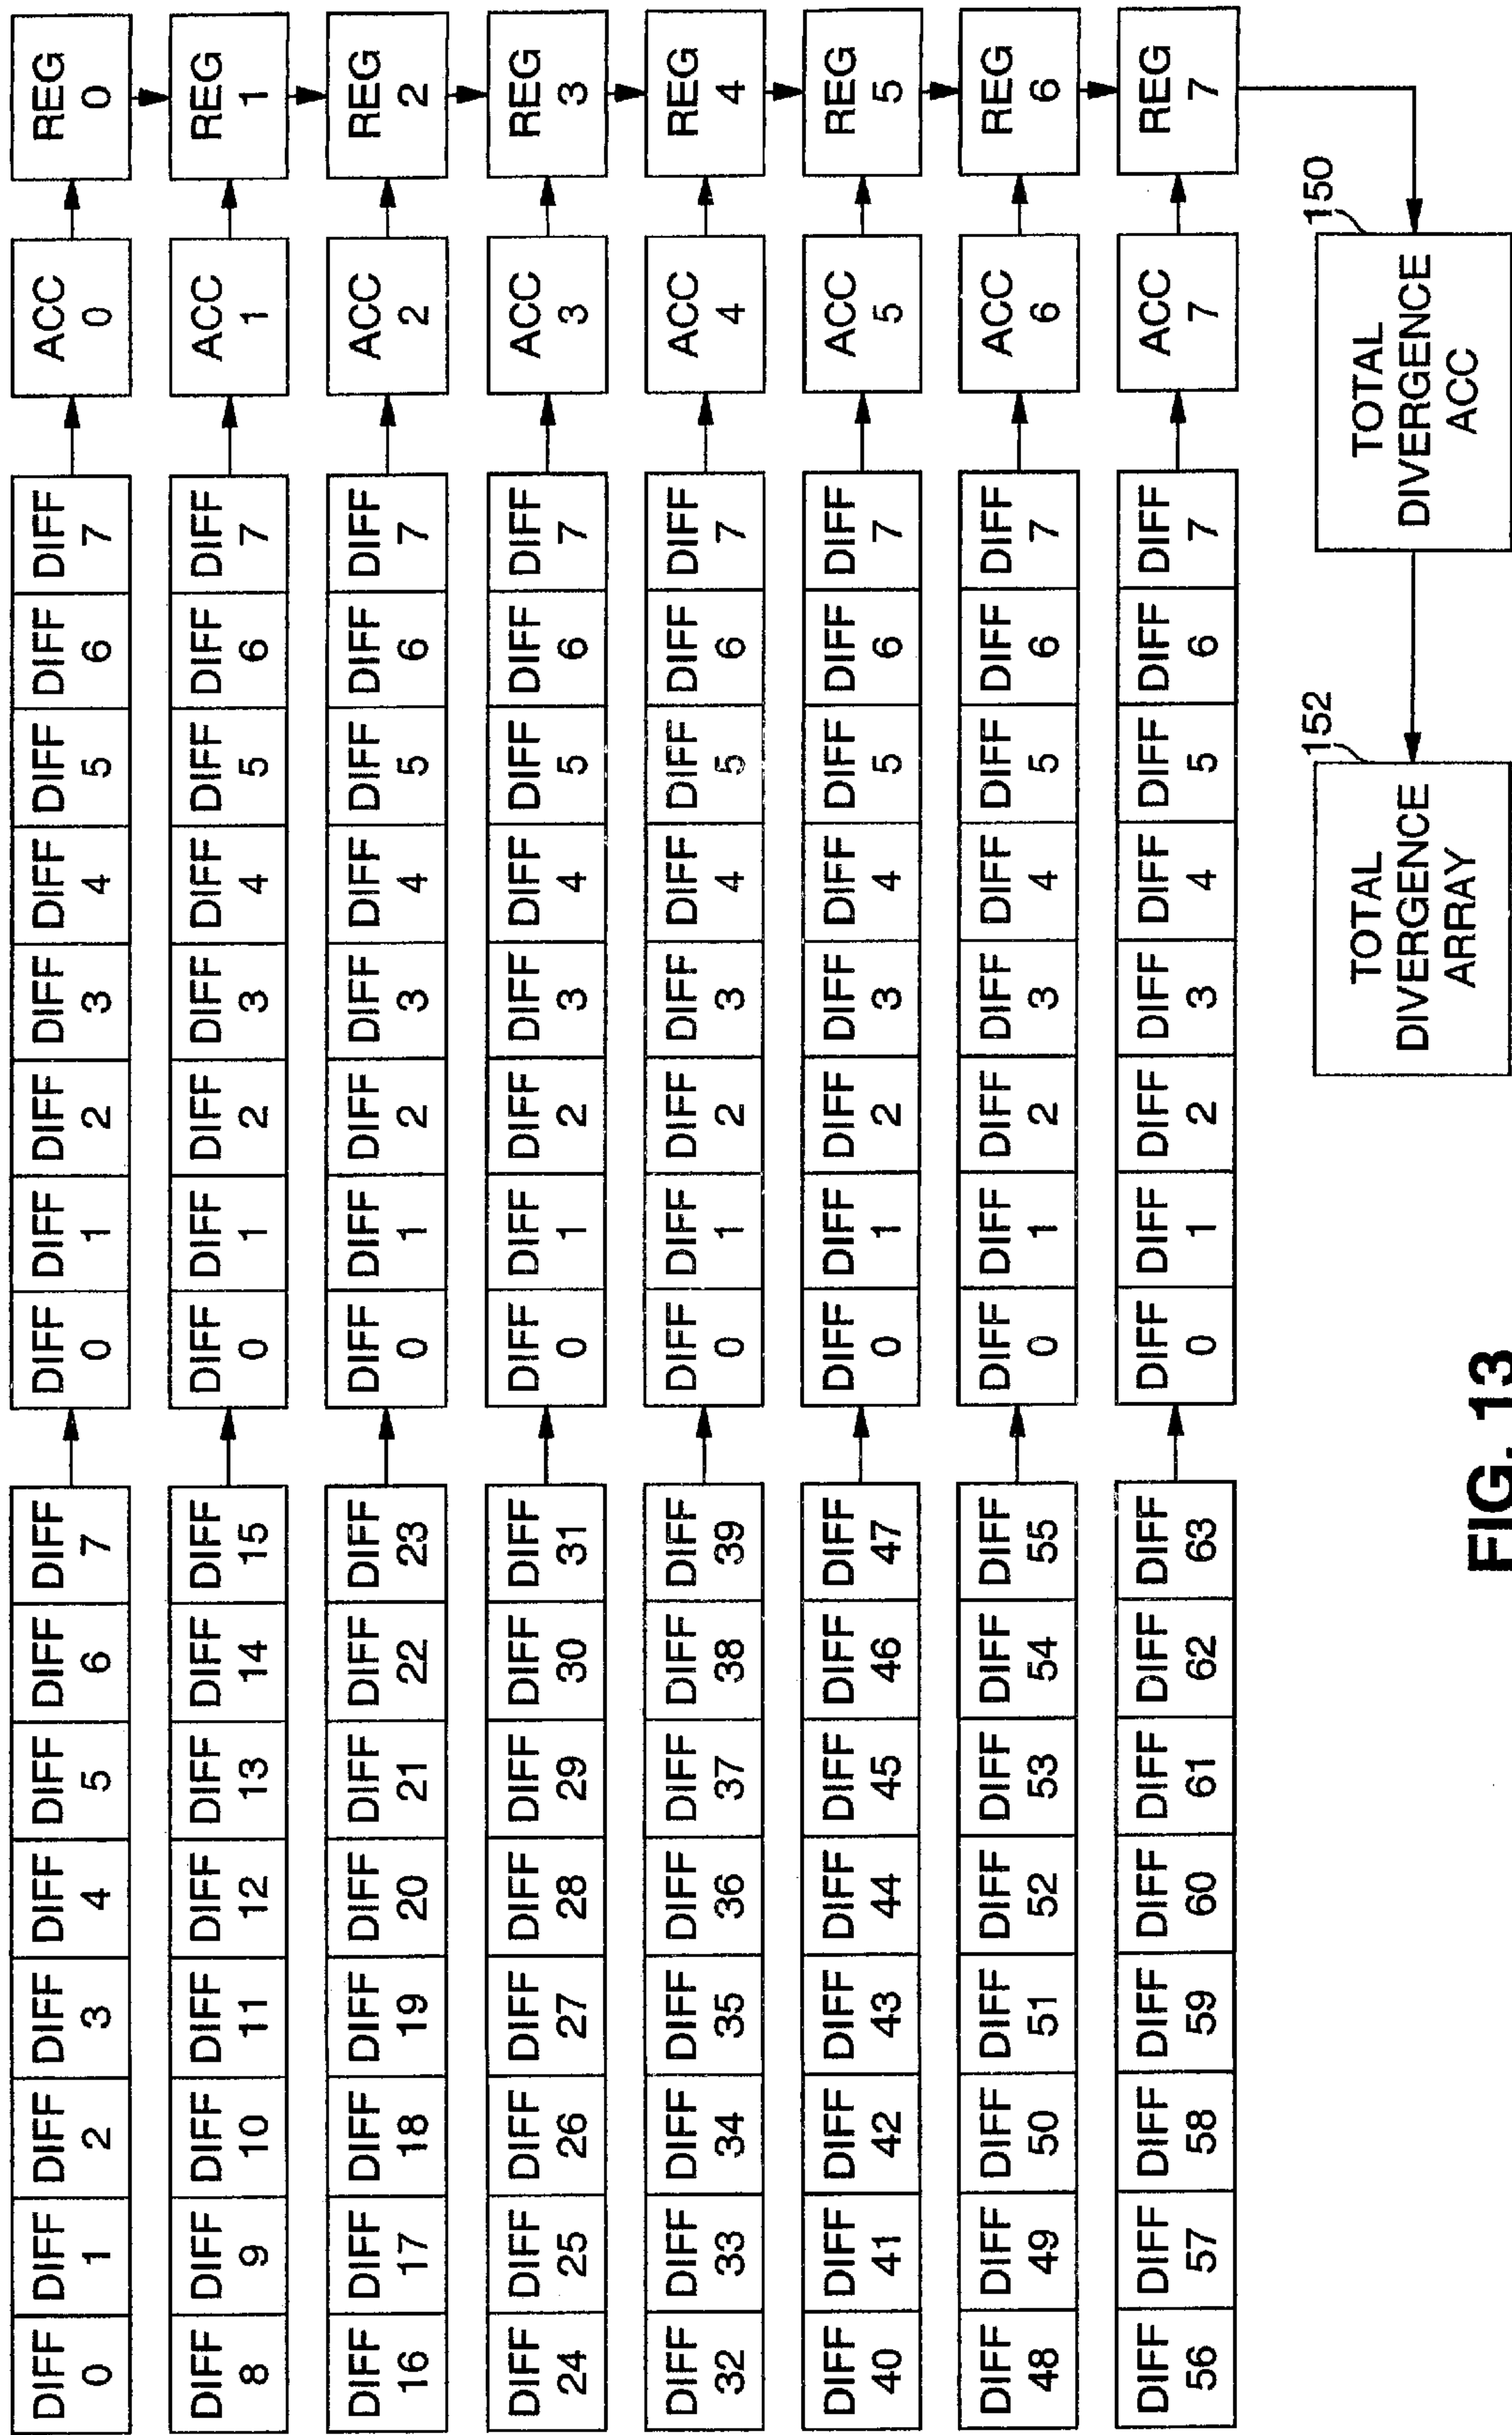 DIFF DIFF DIFF DIFF DIFF DIFF DIFF DIFF DIFF DIFF DIFF DIFF DIFF DIFF DIFF DIFF ACC REG
0 1 2 3 4 5 6 7 0 1 2 3 4 5 6 7 0 0
DIFF DIFF DIFF DIFF DIFF DIFF DIFF DIFF DIFF DIFF DIFF DIFF DIFF DIFF DIFF DIFF ACC REG
8 9 10 11 12 13 14 15 0 1 2 3 4 5 6 7 1 1
DIFF DIFF DIFF DIFF DIFF DIFF DIFF DIFF DIFF DIFF DIFF DIFF DIFF DIFF DIFF DIFF ACC REG
16 17 18 19 20 21 22 23 0 1 2 3 4 5 6 7 2 2
DIFF DIFF DIFF DIFF DIFF DIFF DIFF DIFF DIFF DIFF DIFF DIFF DIFF DIFF DIFF DIFF ACC REG
24 25 26 27 28 29 30 31 0 1 2 3 4 5 6 7 3 3
DIFF DIFF DIFF DIFF DIFF DIFF DIFF DIFF DIFF DIFF DIFF DIFF DIFF DIFF DIFF DIFF ACC REG
32 33 34 35 36 37 38 39 0 1 2 3 4 5 6 7 4 4
DIFF DIFF DIFF DIFF DIFF DIFF DIFF DIFF DIFF DIFF DIFF DIFF DIFF DIFF DIFF DIFF ACC REG
40 41 42 43 44 45 46 47 0 1 2 3 4 5 6 7 5 5
DIFF DIFF DIFF DIFF DIFF DIFF DIFF DIFF DIFF DIFF DIFF DIFF DIFF DIFF DIFF DIFF ACC REG
48 49 50 51 52 53 54 55 0 1 2 3 4 5 6 7 6 6
DIFF DIFF DIFF DIFF DIFF DIFF DIFF DIFF DIFF DIFF DIFF DIFF DIFF DIFF DIFF DIFF ACC REG
56 57 58 59 60 61 62 63 0 1 2 3 4 5 6 7 7 7
152
TOTAL
DIVERGENCE
ARRAY
150
TOTAL
DIVERGENCE
ACC
FIG. 13